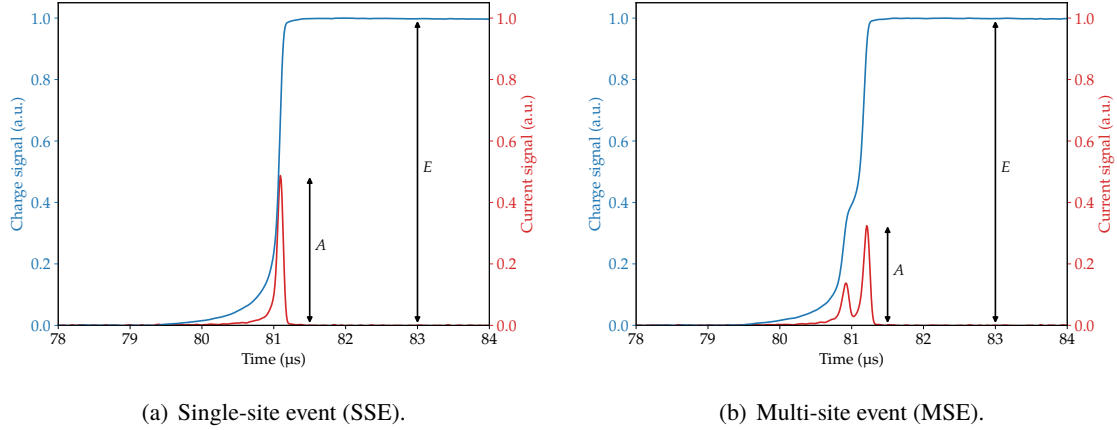 1.0
0.8
0.6
0.4
0.2
0.0
Charge signal (a.u.)
E
A
1.0
0.8
0.6
0.4
0.2
0.0
Current signal (a.u.)
78 79 80 81 82 83 84
Time (μs)
(a) Single-site event (SSE).
1.0
0.8
0.6
0.4
0.2
0.0
Charge signal (a.u.)
E
A
1.0
0.8
0.6
0.4
0.2
0.0
Current signal (a.u.)
78 79 80 81 82 83 84
Time (μs)
(b) Multi-site event (MSE).